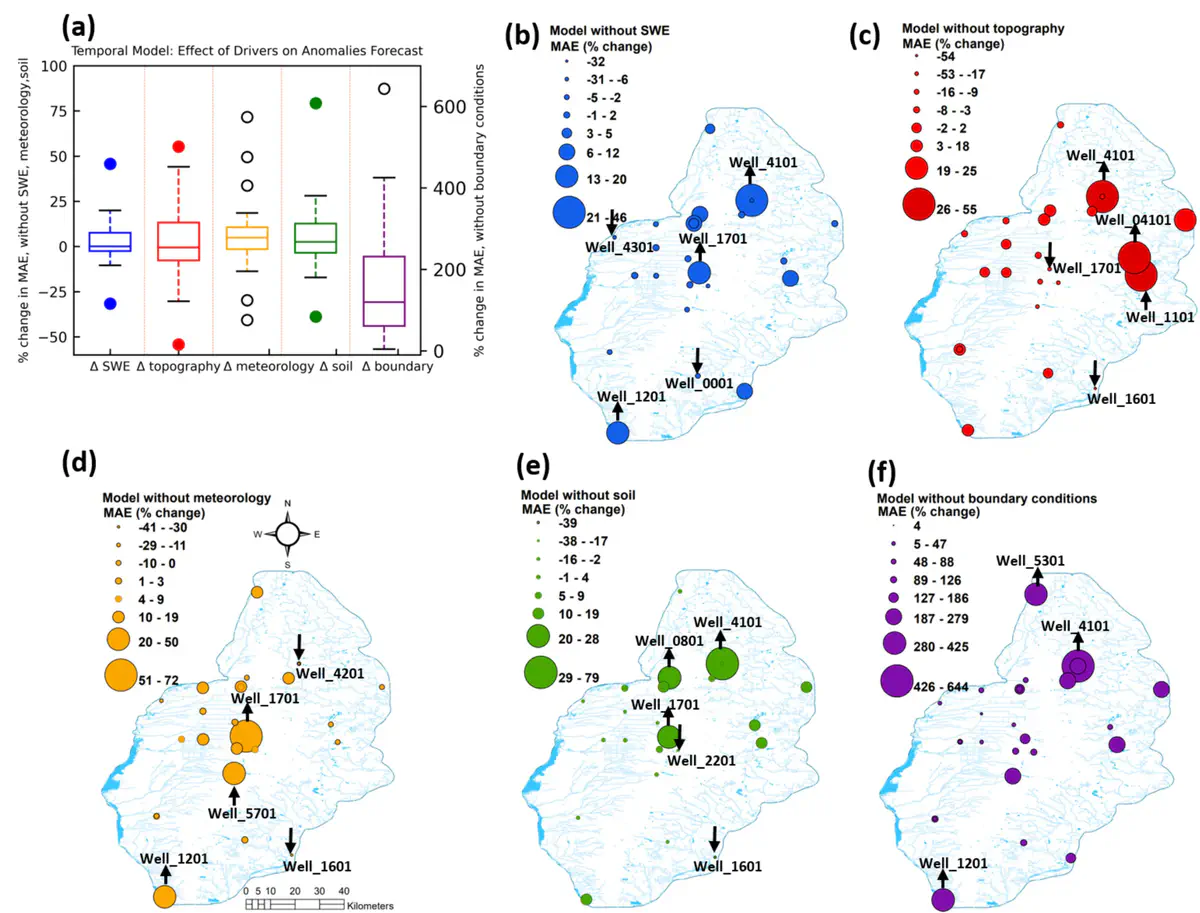 (a)
Temporal Model: Effect of Drivers on Anomalies Forecast
% change in MAE, without SWE, meteorology,soil
100
75
50
25
0
−25
−50
600
400
200
0
% change in MAE, without boundary conditions
Δ SWE Δ topography Δ meteorology Δ soil Δ boundary
(b)
Model without SWE
MAE (% change)
-32
-31 - -6
-5 - -2
-1 - 2
3 - 5
6 - 12
13 - 20
21 - 46
Well_4101
Well_4301
Well_1701
Well_0001
Well_1201
(c)
Model without topography
MAE (% change)
-54
-53 - -17
-16 - -9
-8 - -3
-2 - 2
3 - 18
19 - 25
26 - 55
Well_4101
Well_04101
Well_1701
Well_1101
Well_1601
(d)
Model without meteorology
MAE (% change)
-41 - -30
-29 - -11
-10 - 0
1 - 3
4 - 9
10 - 19
20 - 50
51 - 72
N
W E
S
Well_4201
Well_1701
Well_5701
Well_1201
Well_1601
0 5 10 20 30 40
Kilometers
(e)
Model without soil
MAE (% change)
-39
-38 - -17
-16 - -2
-1 - 4
5 - 9
10 - 19
20 - 28
29 - 79
Well_4101
Well_0801
Well_1701
Well_2201
Well_1601
(f)
Model without boundary conditions
MAE (% change)
4
5 - 47
48 - 88
89 - 126
127 - 186
187 - 279
280 - 425
426 - 644
Well_5301
Well_4101
Well_1201